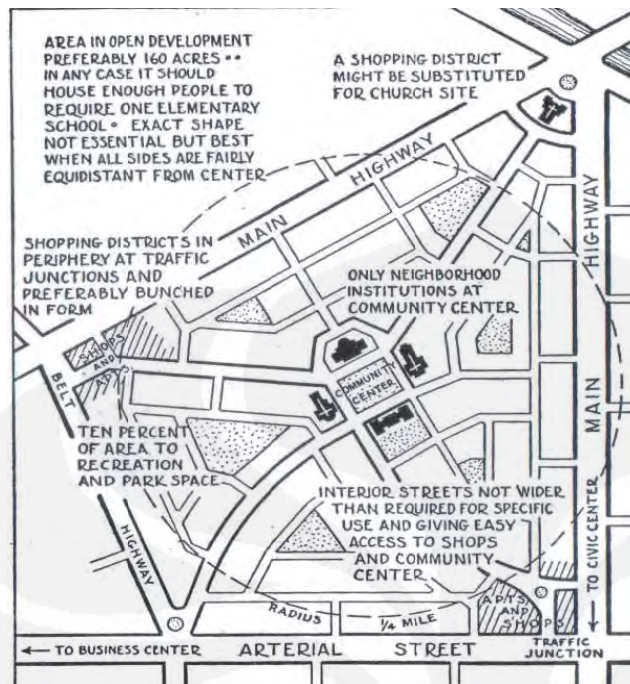 AREA IN OPEN DEVELOPMENT
PREFERABLY 160 ACRES ••
IN ANY CASE IT SHOULD
HOUSE ENOUGH PEOPLE TO
REQUIRE ONE ELEMENTARY
SCHOOL • EXACT SHAPE
NOT ESSENTIAL BUT BEST
WHEN ALL SIDES ARE FAIRLY
EQUIDISTANT FROM CENTER
A SHOPPING DISTRICT
MIGHT BE SUBSTITUTED
FOR CHURCH SITE
MAIN HIGHWAY
HIGHWAY
SHOPPING DISTRICTS IN
PERIPHERY AT TRAFFIC
JUNCTIONS AND
PREFERABLY BUNCHED
IN FORM
ONLY NEIGHBORHOOD
INSTITUTIONS AT
COMMUNITY CENTER
SHOPS
AND
APTS
BELT
HIGHWAY
COMMUNITY
CENTER
MAIN
TEN PERCENT
OF AREA TO
RECREATION
AND PARK SPACE
INTERIOR STREETS NOT WIDER
THAN REQUIRED FOR SPECIFIC
USE AND GIVING EASY
ACCESS TO SHOPS
AND COMMUNITY
CENTER
TO CIVIC CENTER
RADIUS 1/4 MILE
APTS
AND
SHOPS
TRAFFIC
JUNCTION
← TO BUSINESS CENTER ARTERIAL STREET